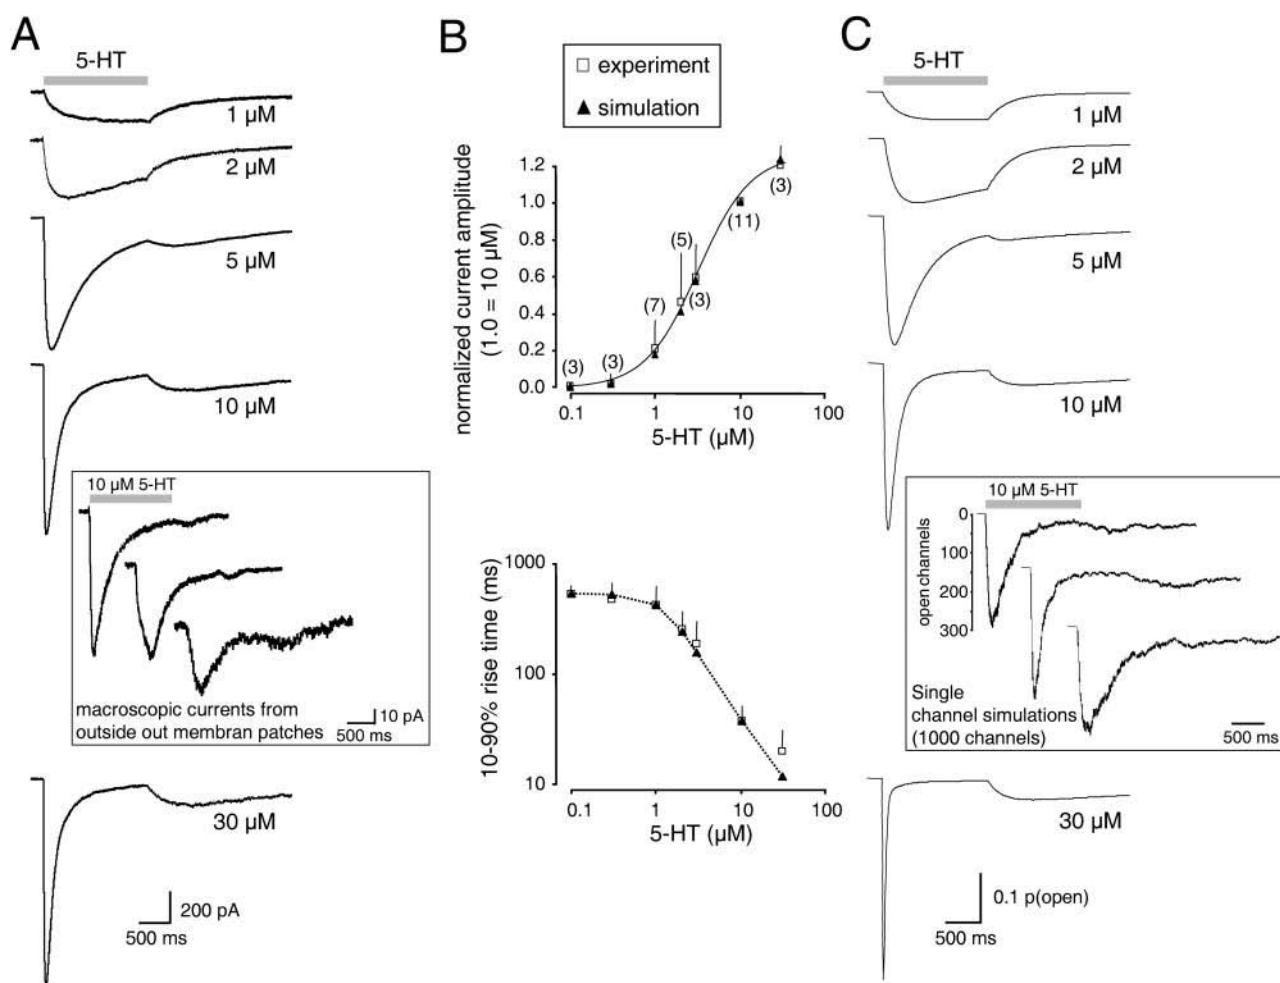 A
5-HT
1 µM
2 µM
5 µM
10 µM
10 µM 5-HT
macroscopic currents from
outside out membran patches
10 pA
500 ms
30 µM
200 pA
500 ms
B
experiment
simulation
normalized current amplitude
(1.0 = 10 µM)
1.2
1.0
0.8
0.6
0.4
0.2
0.0
(3)
(3)
(7)
(5)
(3)
(11)
(3)
0.1
1
10
100
5-HT (µM)
10-90% rise time (ms)
1000
100
10
0.1
1
10
100
5-HT (µM)
C
5-HT
1 µM
2 µM
5 µM
10 µM
10 µM 5-HT
open channels
0
100
200
300
Single
channel simulations
(1000 channels)
500 ms
30 µM
0.1 p(open)
500 ms